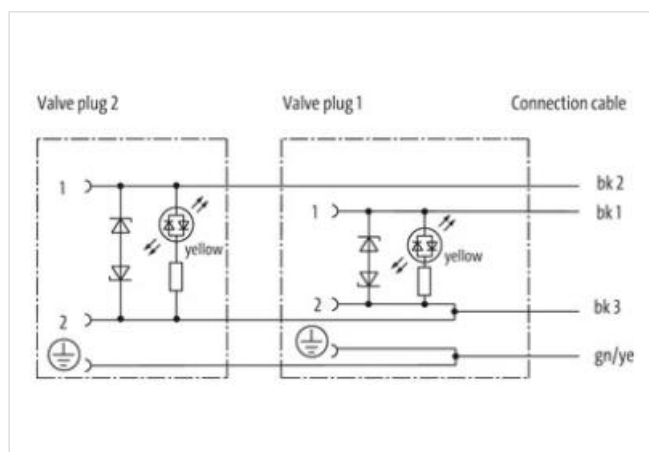 Valve plug 2 Valve plug 1 Connection cable
1 bk 2
1 bk 1
yellow yellow
2 bk 3
2
gn/ye